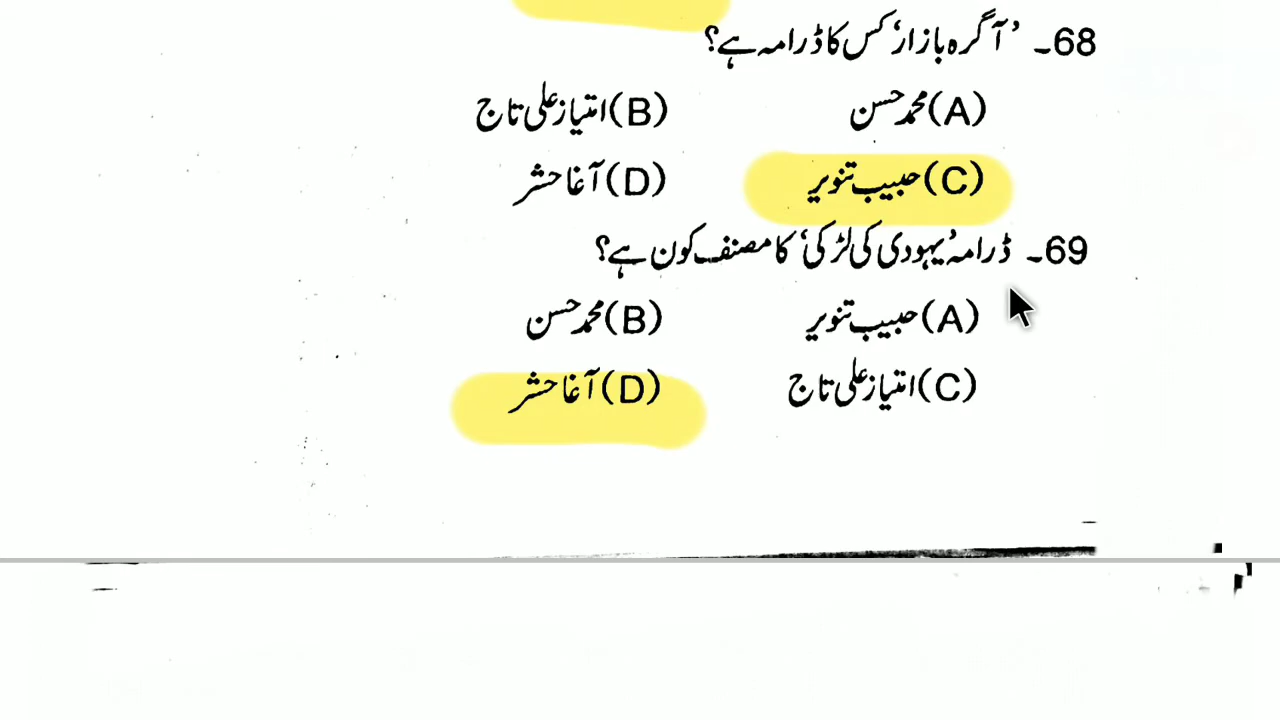 68۔ ’آگرہ بازار‘ کس کا ڈرامہ ہے؟
(A) محمد حسن (B) امتیاز علی تاج
(C) حبیب تنویر (D) آغا حشر
69۔ ڈرامہ ’یہودی کی لڑکی‘ کا مصنف کون ہے؟
(A) حبیب تنویر (B) محمد حسن
(C) امتیاز علی تاج (D) آغا حشر